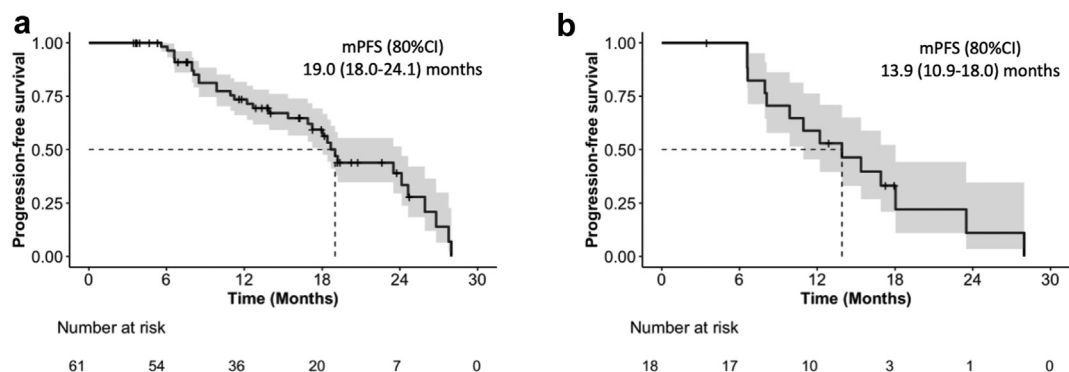 a
Progression-free survival
1.00
0.75
0.50
0.25
0.00
mPFS (80%CI)
19.0 (18.0-24.1) months
0 6 12 18 24 30
Time (Months)
Number at risk
61 54 36 20 7 0
b
Progression-free survival
1.00
0.75
0.50
0.25
0.00
mPFS (80%CI)
13.9 (10.9-18.0) months
0 6 12 18 24 30
Time (Months)
Number at risk
18 17 10 3 1 0